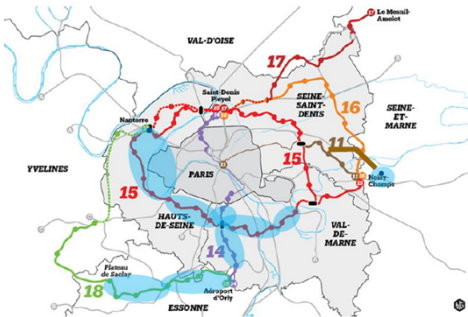 17 Le Mesnil-
Amelot
VAL-D'OISE
17
Saint-Denis
Pleyel
SEINE-
SAINT-
DENIS
16
SEINE-
ET-
MARNE
Nanterre
11
15
YVELINES
PARIS
Noisy-
Champs
15
HAUTS-
DE-SEINE
VAL-
DE-
MARNE
14
Plateau
de Saclay
18
Aéroport
d'Orly
ESSONNE